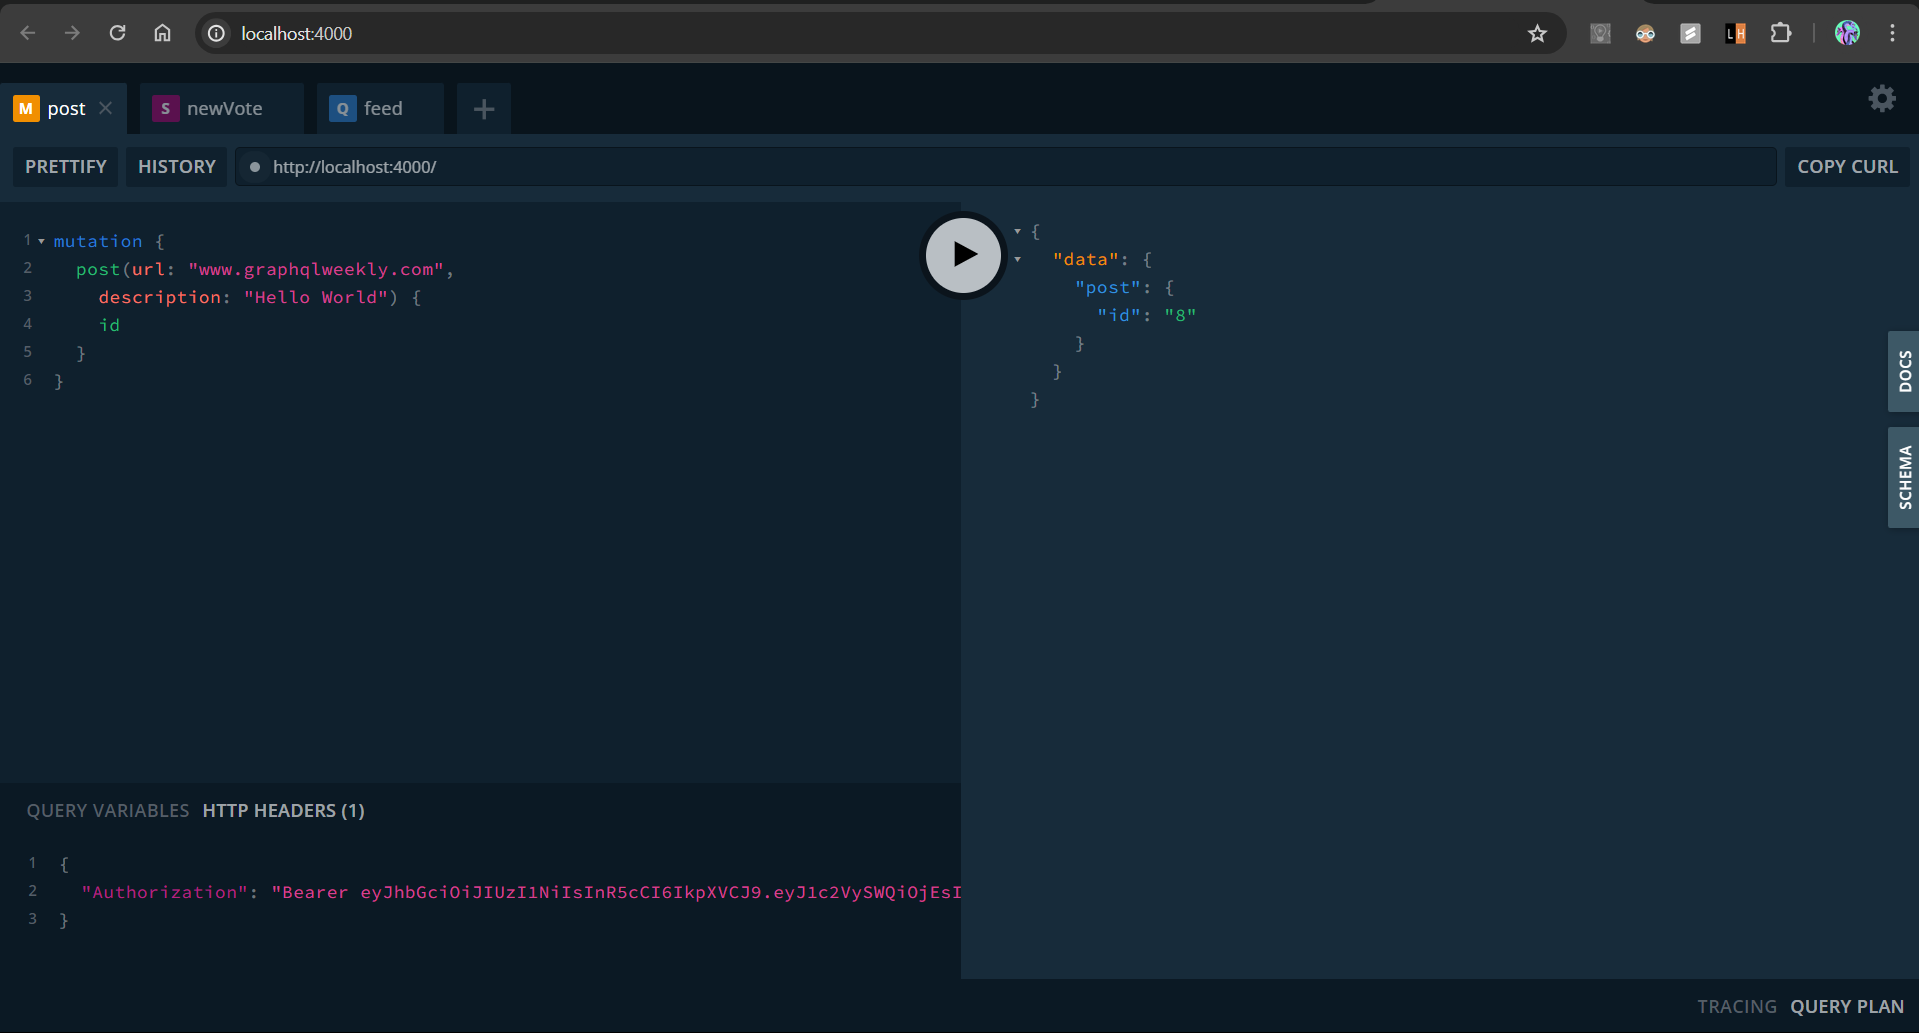 localhost:4000
M post
S newVote
Q feed
PRETTIFY HISTORY http://localhost:4000/ COPY CURL
1 mutation {
2 post(url: "www.graphqlweekly.com",
3 description: "Hello World") {
4 id
5 }
6 }
{
"data": {
"post": {
"id": "8"
}
}
}
DOCS
SCHEMA
QUERY VARIABLES HTTP HEADERS (1)
1 {
2 "Authorization": "Bearer eyJhbGciOiJIUzI1NiIsInR5cCI6IkpXVCJ9.eyJ1c2VySWQiOjEsI
3 }
TRACING QUERY PLAN
LH